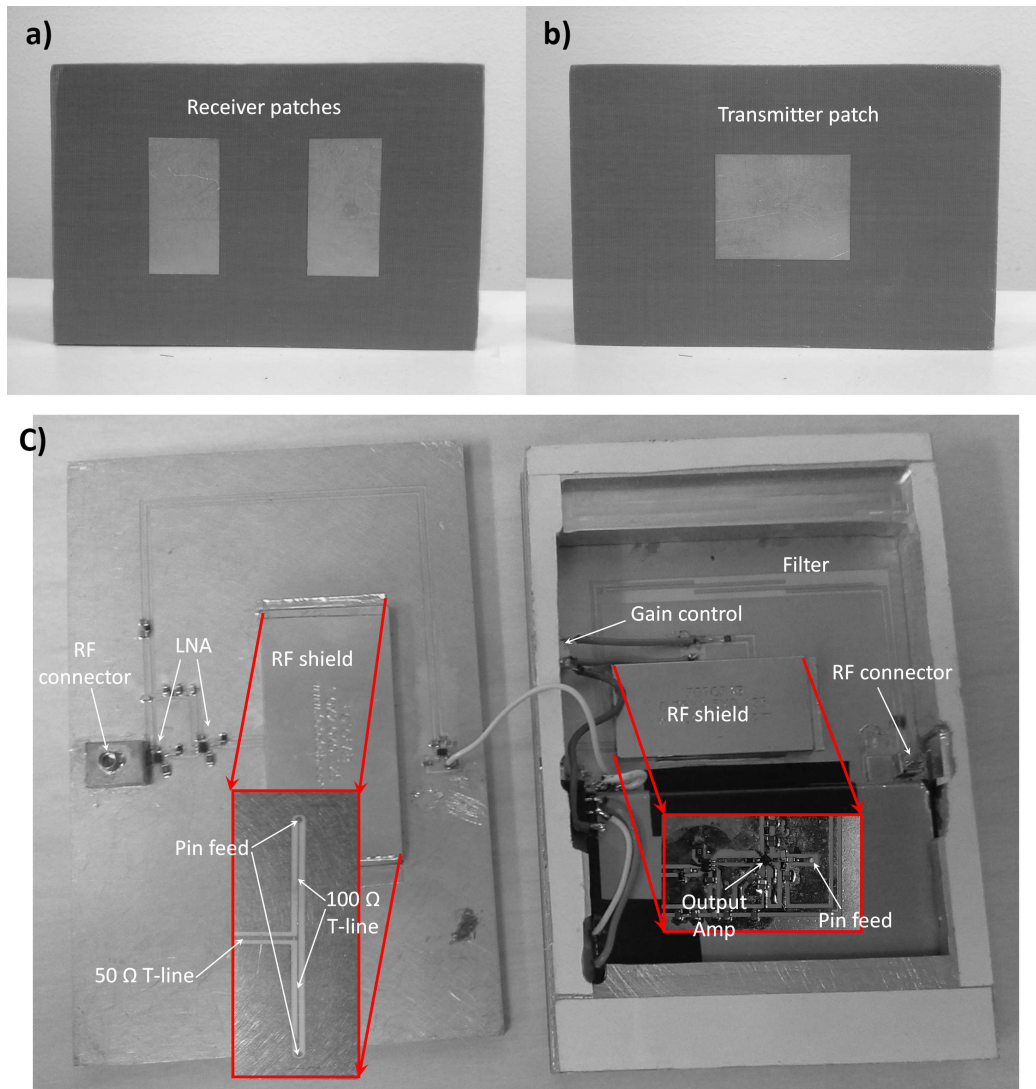 a)
Receiver patches
b)
Transmitter patch
C)
Filter
Gain control
RF
connector
LNA
RF shield
RF connector
RF shield
Pin feed
100 Ω
T-line
50 Ω T-line
Output
Amp
Pin feed